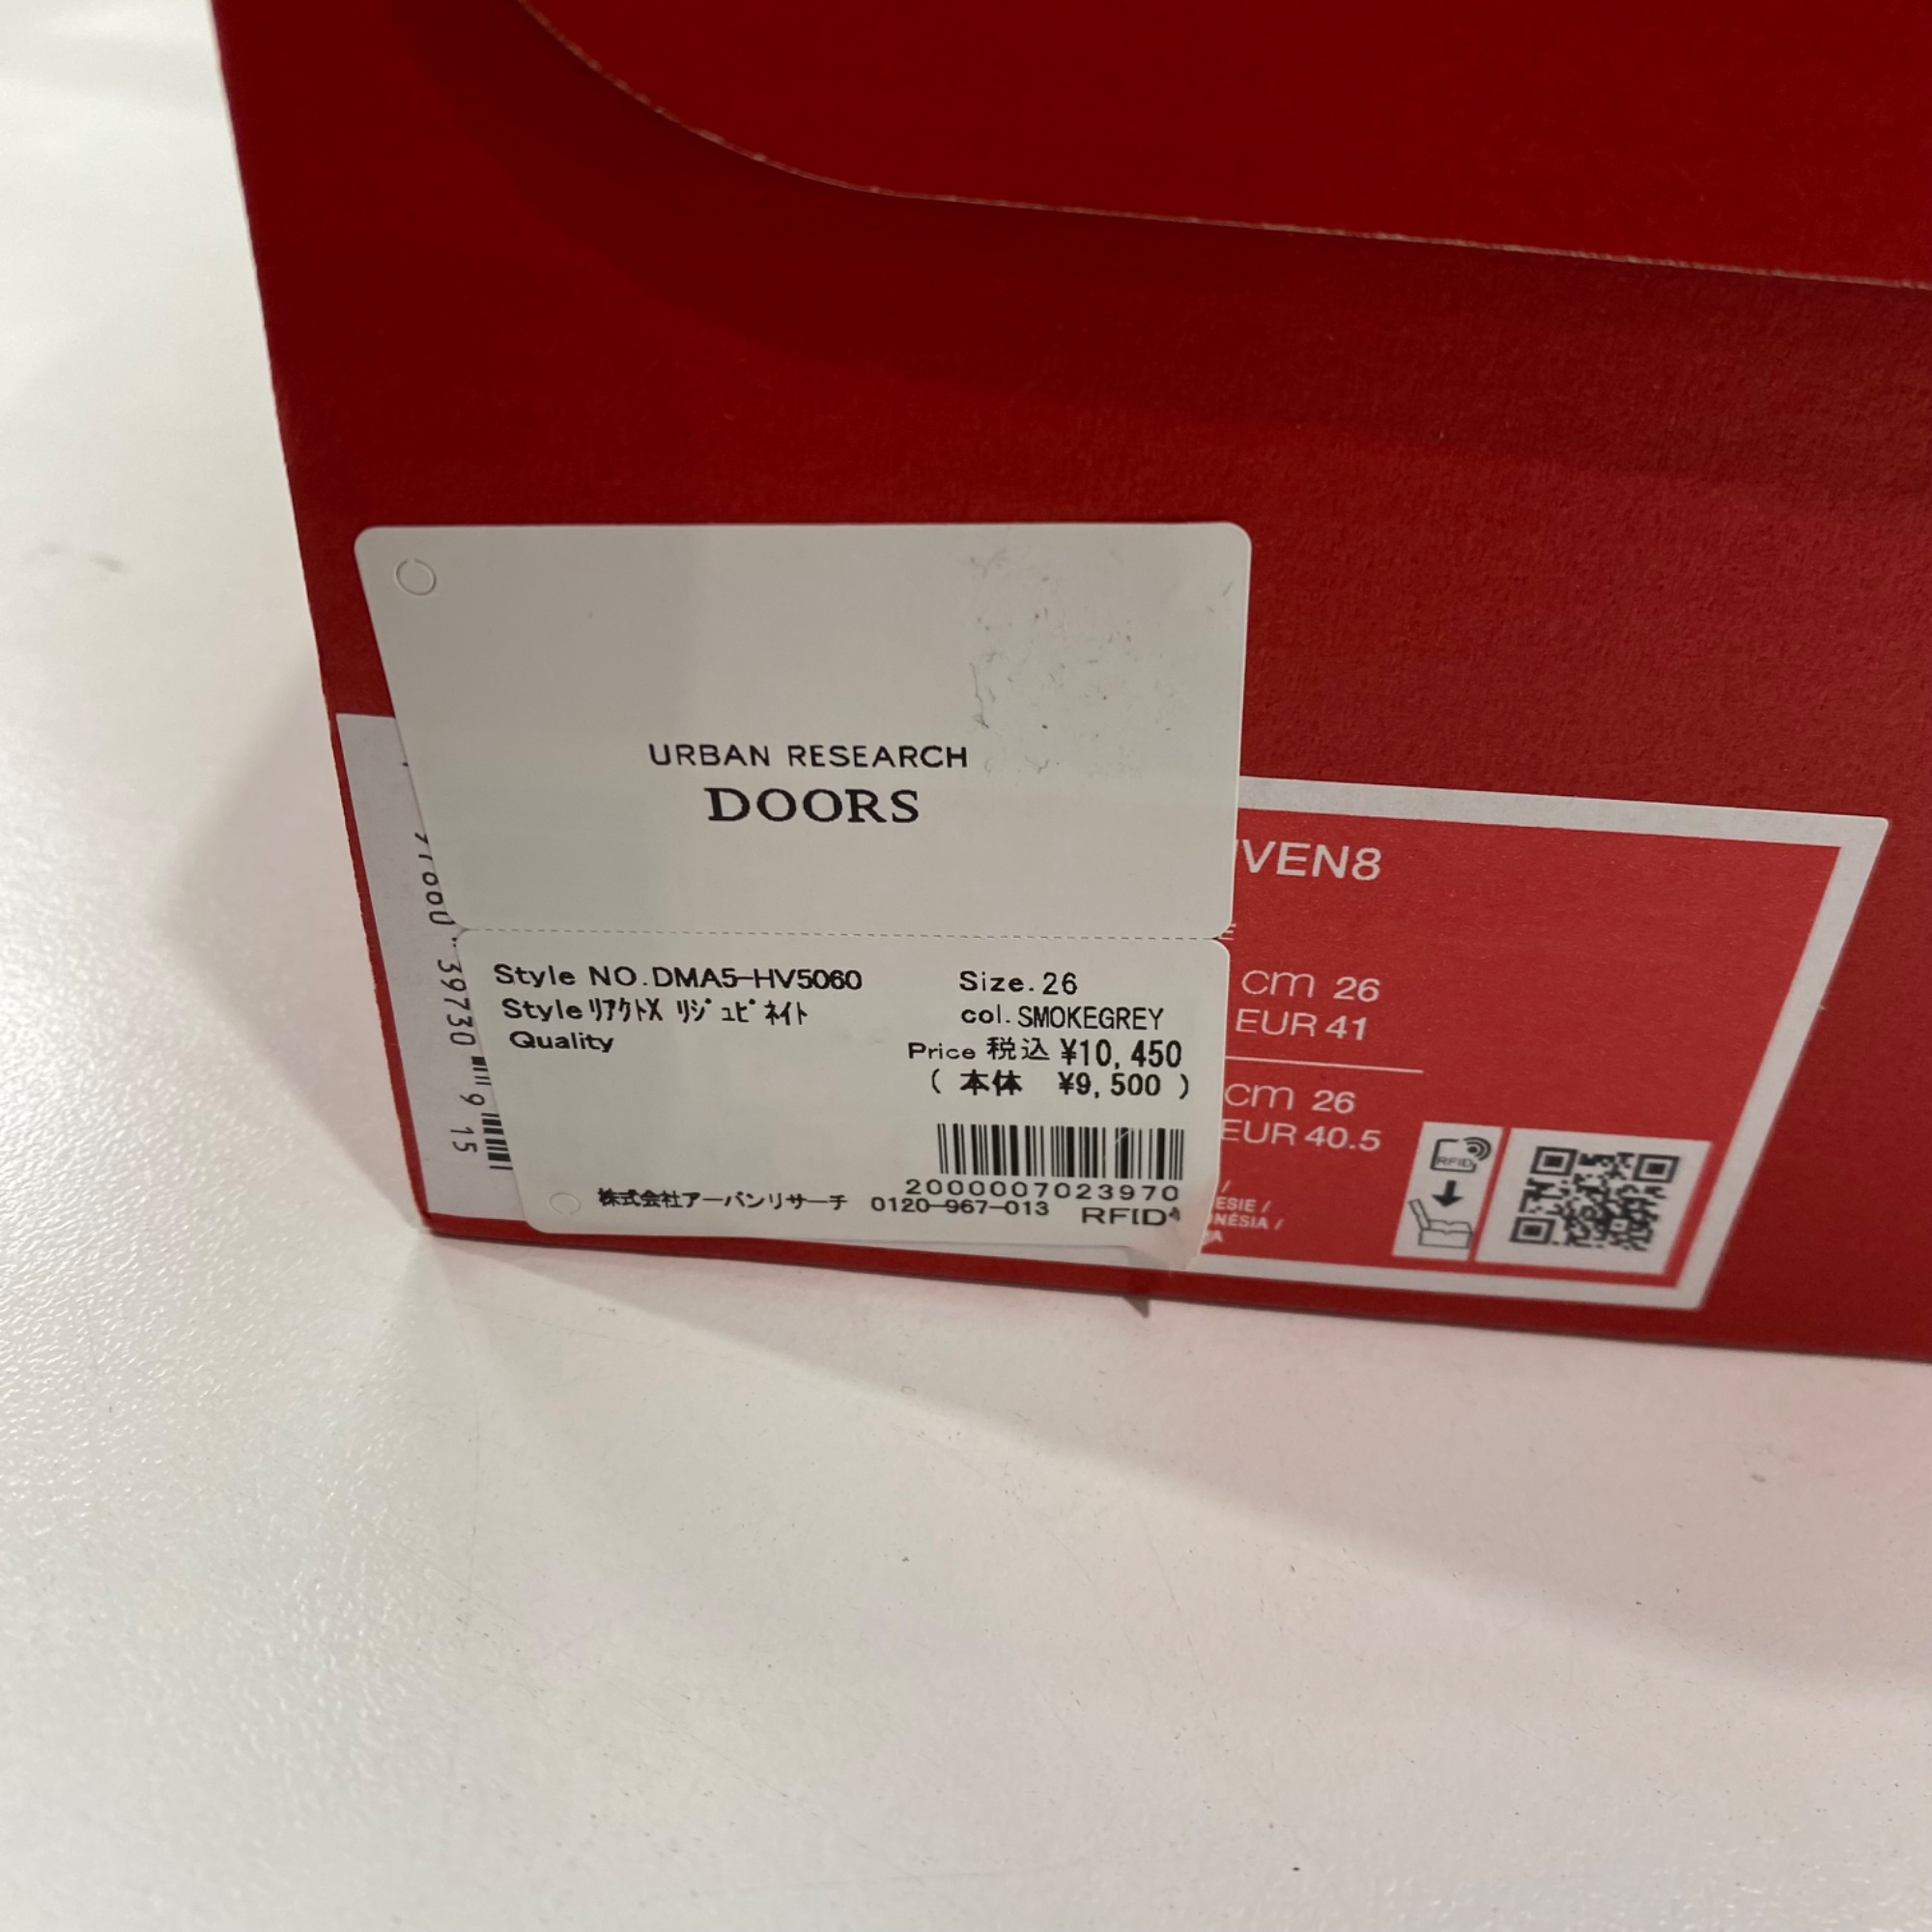 URBAN RESEARCH
DOORS
Style NO. DMA5-HV5060
Size. 26
Style ﾘｱｸﾄX ﾘｼﾞｭﾋﾞﾈｲﾄ
col. SMOKEGREY
Quality
Price 税込 ¥10,450
( 本体 ¥9,500 )
2000007023970
株式会社アーバンリサーチ 0120-967-013
RFID
39730 9 15
VEN8
cm 26
EUR 41
cm 26
EUR 40.5
RFID